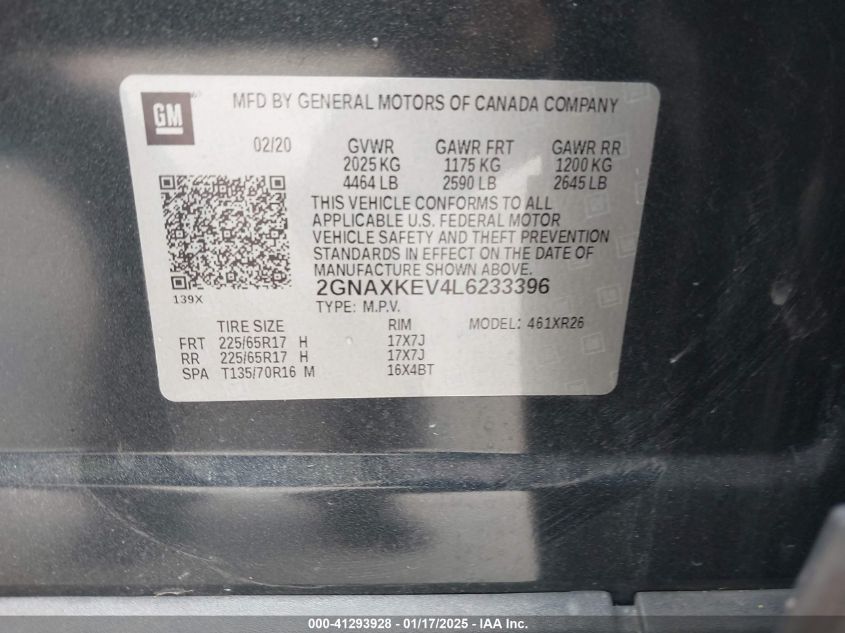 GM
MFD BY GENERAL MOTORS OF CANADA COMPANY
02/20 GVWR GAWR FRT GAWR RR
2025 KG 1175 KG 1200 KG
4464 LB 2590 LB 2645 LB
THIS VEHICLE CONFORMS TO ALL
APPLICABLE U.S. FEDERAL MOTOR
VEHICLE SAFETY AND THEFT PREVENTION
STANDARDS IN EFFECT ON THE DATE OF
MANUFACTURE SHOWN ABOVE.
139X
2GNAXKEV4L6233396
TYPE: M.P.V.
TIRE SIZE RIM MODEL: 461XR26
FRT 225/65R17 H 17X7J
RR 225/65R17 H 17X7J
SPA T135/70R16 M 16X4BT
000-41293928 - 01/17/2025 - © IAA Inc.